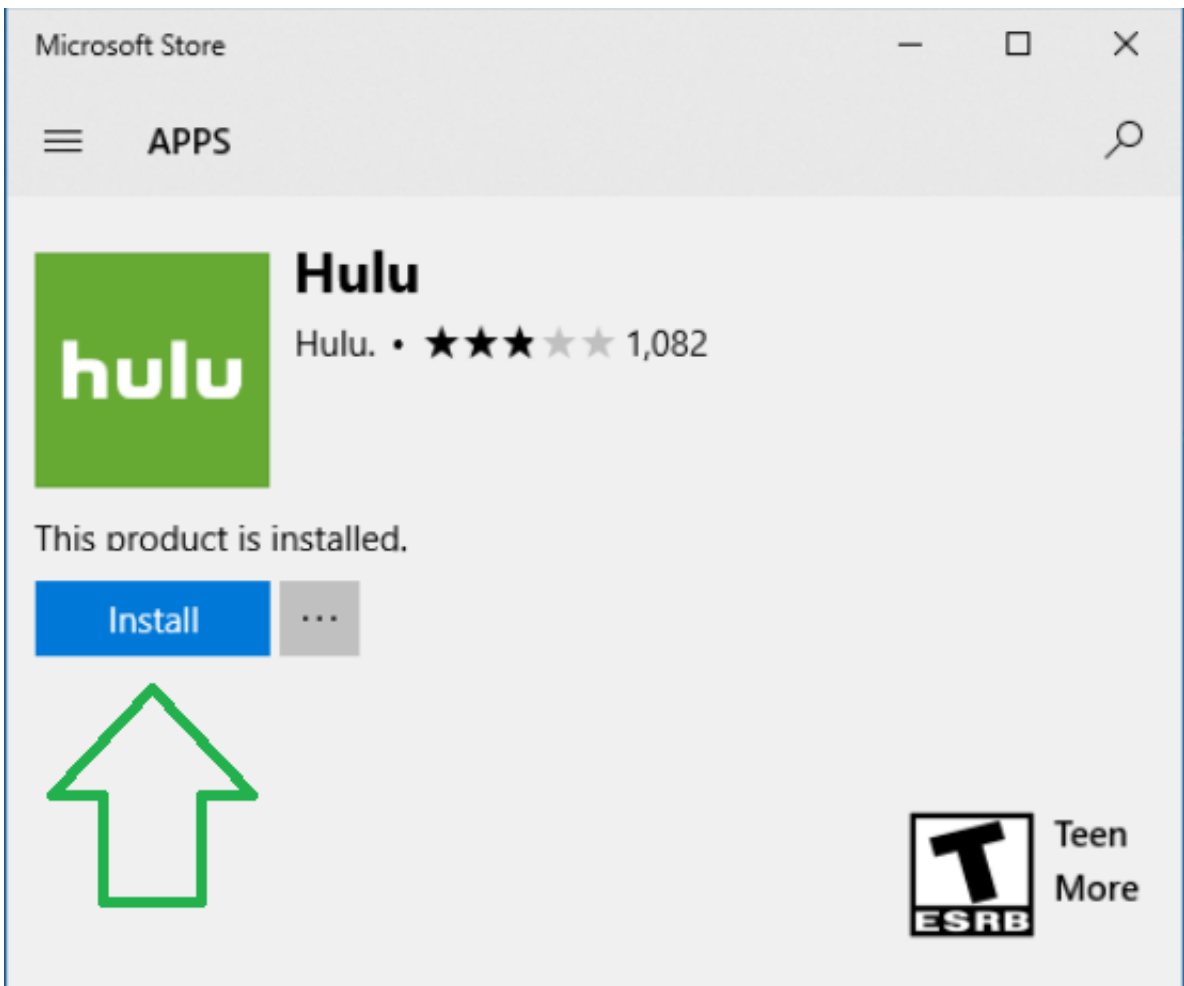 Microsoft Store
APPS
hulu
Hulu
Hulu. • ★★★★★ 1,082
This product is installed.
Install ...
T
Teen
More
ESRB